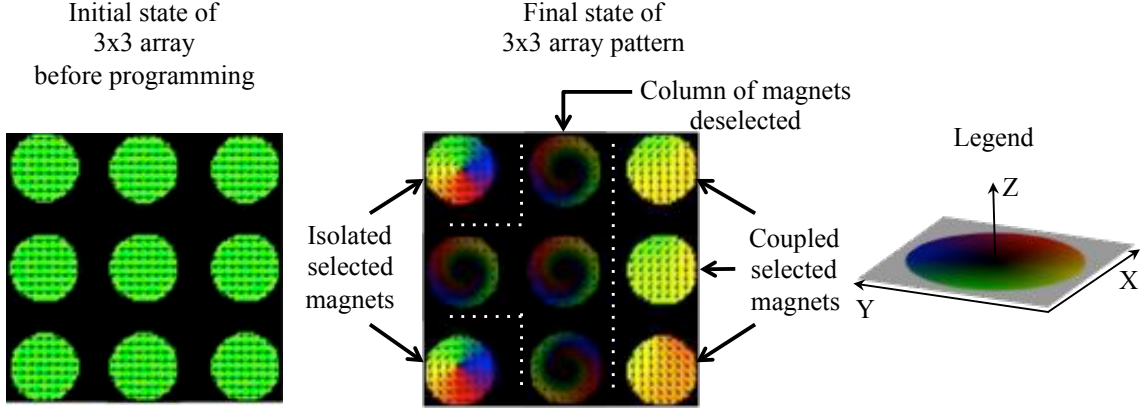 Initial state of
3x3 array
before programming
Final state of
3x3 array pattern
Column of magnets
deselected
Isolated
selected
magnets
Coupled
selected
magnets
Legend
Z
X
Y